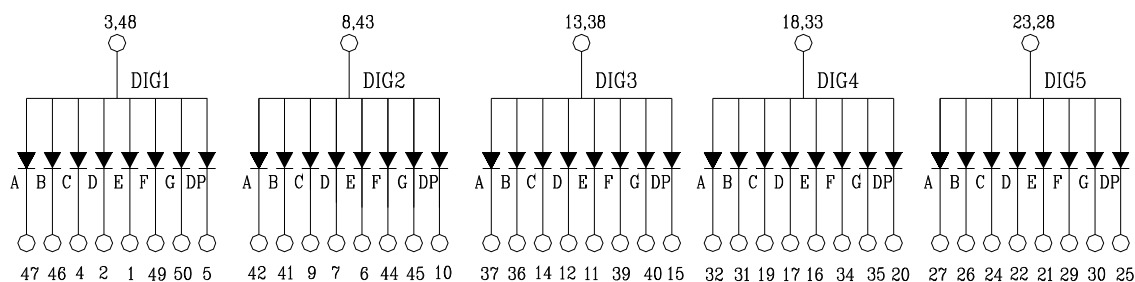 3,48 8,43 13,38 18,33 23,28
DIG1 DIG2 DIG3 DIG4 DIG5
A B C D E F G DP A B C D E F G DP A B C D E F G DP A B C D E F G DP A B C D E F G DP
47 46 4 2 1 49 50 5 42 41 9 7 6 44 45 10 37 36 14 12 11 39 40 15 32 31 19 17 16 34 35 20 27 26 24 22 21 29 30 25